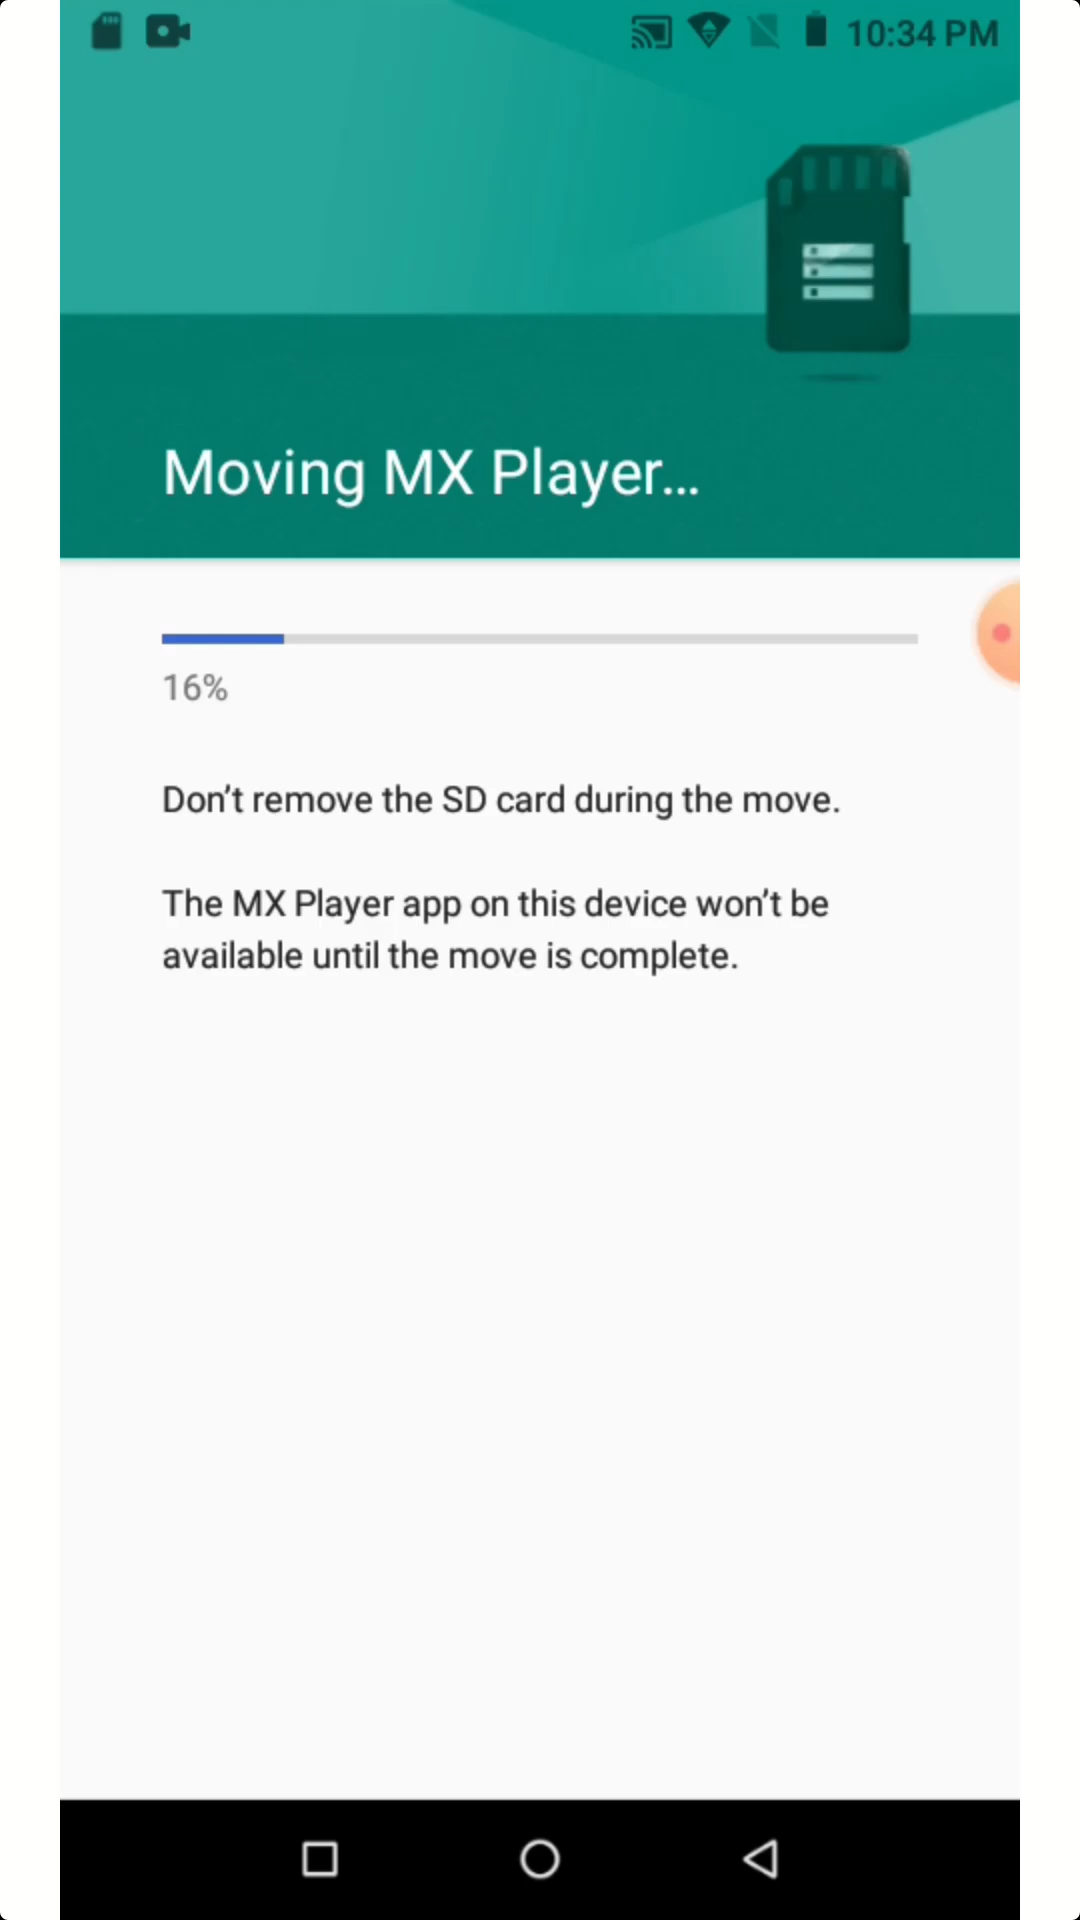 10:34 PM
Moving MX Player...
16%
Don’t remove the SD card during the move.
The MX Player app on this device won’t be
available until the move is complete.